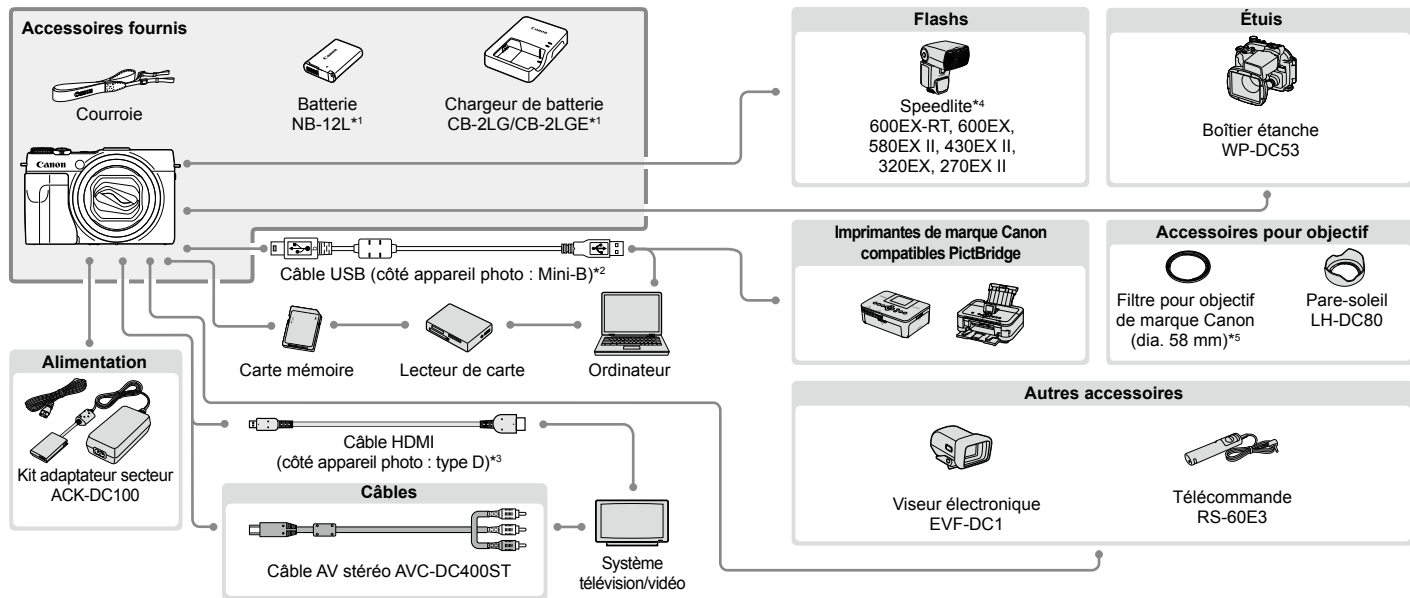 Accessoires fournis
Canon
Courroie
Batterie
NB-12L*1
Canon
Chargeur de batterie
CB-2LG/CB-2LGE*1
Canon
Flashs
Speedlite*4
600EX-RT, 600EX,
580EX II, 430EX II,
320EX, 270EX II
Étuis
Boîtier étanche
WP-DC53
Câble USB (côté appareil photo : Mini-B)*2
Imprimantes de marque Canon
compatibles PictBridge
Accessoires pour objectif
Filtre pour objectif
de marque Canon
(dia. 58 mm)*5
Pare-soleil
LH-DC80
Carte mémoire
Lecteur de carte
Ordinateur
Alimentation
Kit adaptateur secteur
ACK-DC100
Câble HDMI
(côté appareil photo : type D)*3
Câbles
Câble AV stéréo AVC-DC400ST
Système
télévision/vidéo
Autres accessoires
Viseur électronique
EVF-DC1
Télécommande
RS-60E3